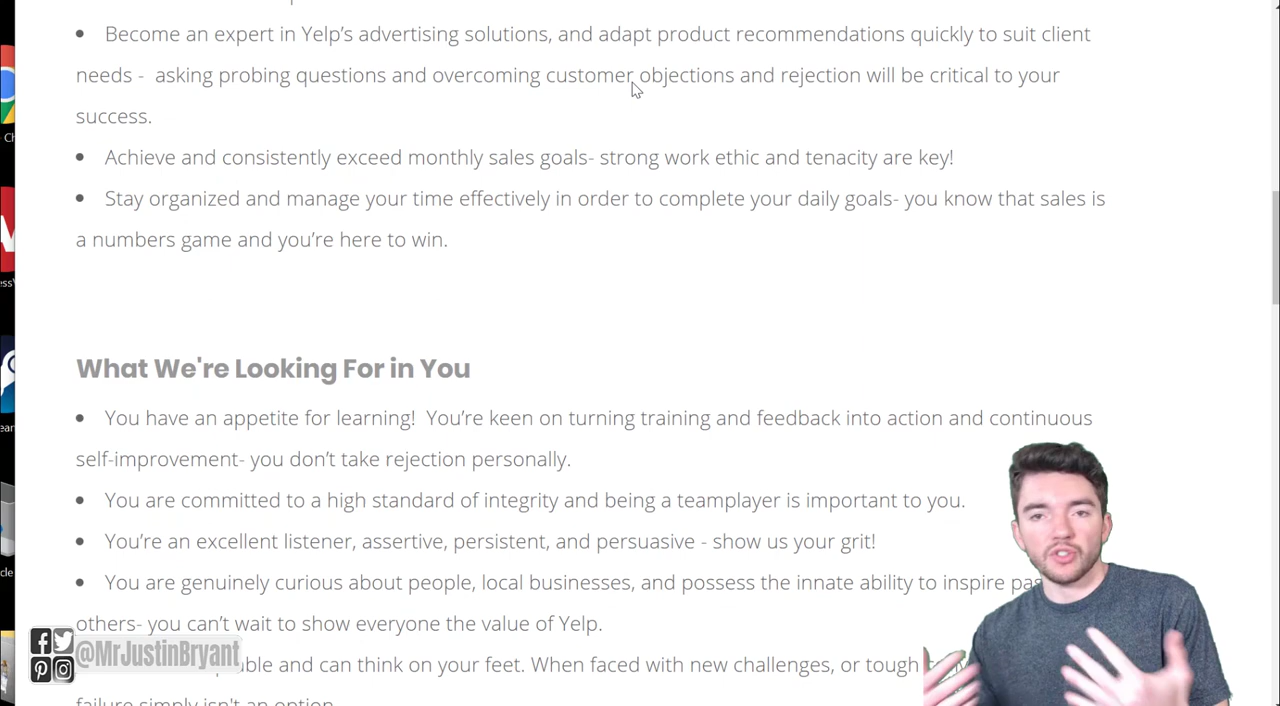 Become an expert in Yelp's advertising solutions, and adapt product recommendations quickly to suit client
needs - asking probing questions and overcoming customer objections and rejection will be critical to your
success.
Achieve and consistently exceed monthly sales goals- strong work ethic and tenacity are key!
Stay organized and manage your time effectively in order to complete your daily goals- you know that sales is
a numbers game and you're here to win.
What We're Looking For in You
You have an appetite for learning! You're keen on turning training and feedback into action and continuous
self-improvement- you don't take rejection personally.
You are committed to a high standard of integrity and being a teamplayer is important to you.
You're an excellent listener, assertive, persistent, and persuasive - show us your grit!
You are genuinely curious about people, local businesses, and possess the innate ability to inspire
others- you can't wait to show everyone the value of Yelp.
@MrJustinBryant
and can think on your feet. When faced with new challenges, or tough
failure simply isn't an option